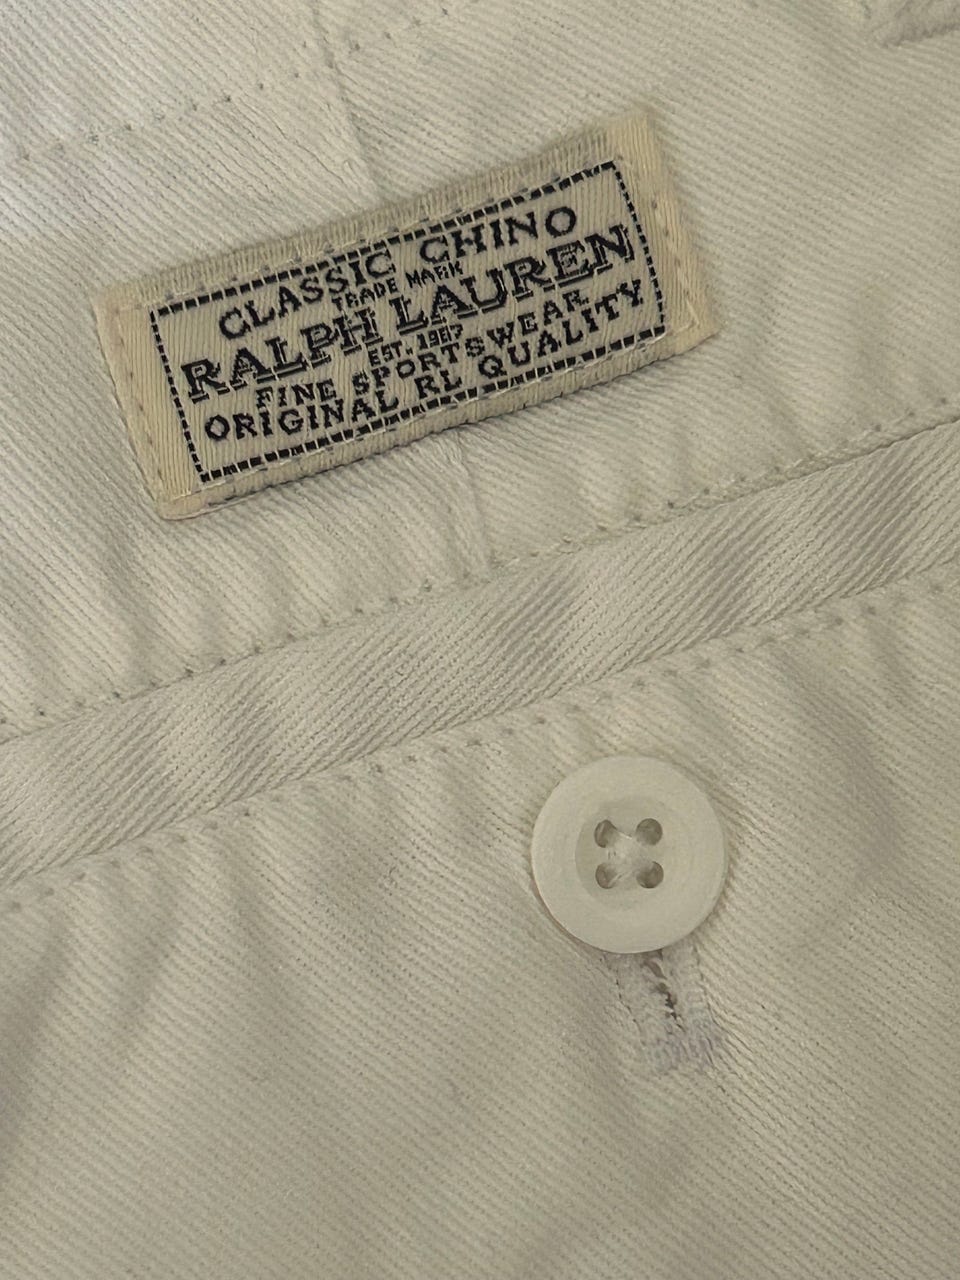 CLASSIC CHINO
TRADE MARK
RALPH LAUREN
EST. 1967
FINE SPORTSWEAR
ORIGINAL RL QUALITY